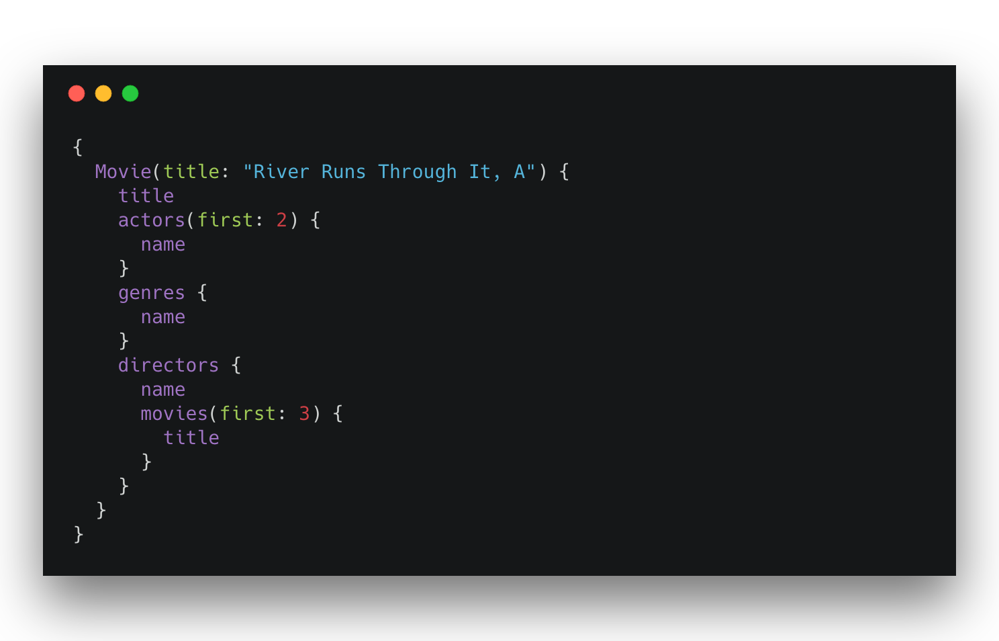 {
  Movie(title: "River Runs Through It, A") {
    title
    actors(first: 2) {
      name
    }
    genres {
      name
    }
    directors {
      name
      movies(first: 3) {
        title
      }
    }
  }
}